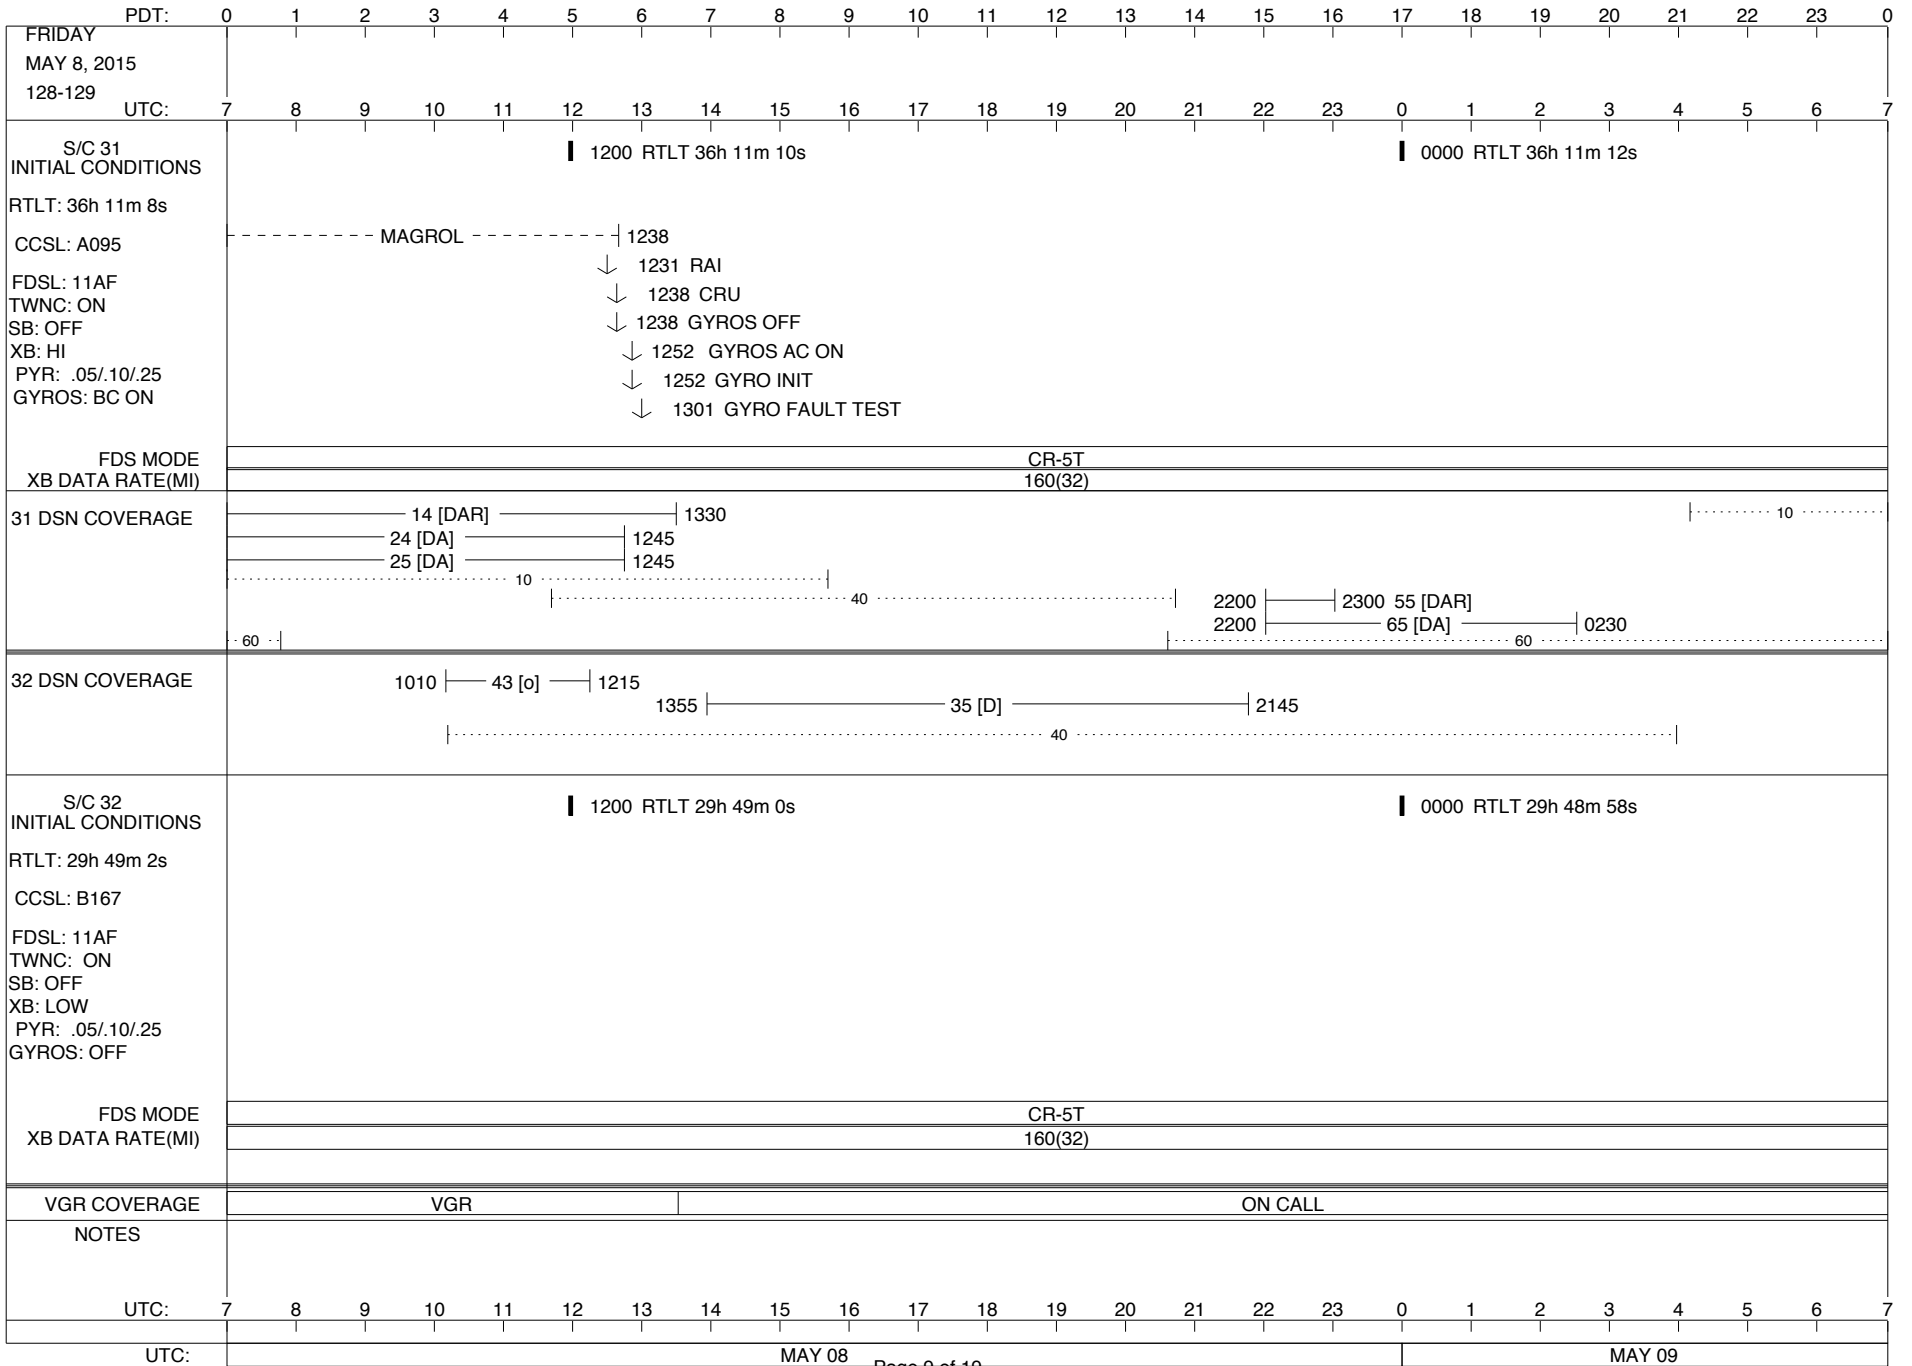 PDT: 0 1 2 3 4 5 6 7 8 9 10 11 12 13 14 15 16 17 18 19 20 21 22 23 0
FRIDAY
MAY 8, 2015
128-129
UTC: 7 8 9 10 11 12 13 14 15 16 17 18 19 20 21 22 23 0 1 2 3 4 5 6 7
S/C 31
INITIAL CONDITIONS
RTLT: 36h 11m 8s
CCSL: A095
FDSL: 11AF
TWNC: ON
SB: OFF
XB: HI
PYR: .05/.10/.25
GYROS: BC ON
1200 RTLT 36h 11m 10s
0000 RTLT 36h 11m 12s
MAGROL 1238
1231 RAI
1238 CRU
1238 GYROS OFF
1252 GYROS AC ON
1252 GYRO INIT
1301 GYRO FAULT TEST
FDS MODE CR-5T
XB DATA RATE(MI) 160(32)
31 DSN COVERAGE
14 [DAR] 1330
10
24 [DA] 1245
25 [DA] 1245
10
40
2200 2300 55 [DAR]
2200 65 [DA] 0230
60
60
32 DSN COVERAGE
1010 43 [o] 1215
1355 35 [D] 2145
40
S/C 32
INITIAL CONDITIONS
RTLT: 29h 49m 2s
CCSL: B167
FDSL: 11AF
TWNC: ON
SB: OFF
XB: LOW
PYR: .05/.10/.25
GYROS: OFF
1200 RTLT 29h 49m 0s
0000 RTLT 29h 48m 58s
FDS MODE CR-5T
XB DATA RATE(MI) 160(32)
VGR COVERAGE VGR ON CALL
NOTES
UTC: 7 8 9 10 11 12 13 14 15 16 17 18 19 20 21 22 23 0 1 2 3 4 5 6 7
UTC: MAY 08 MAY 09